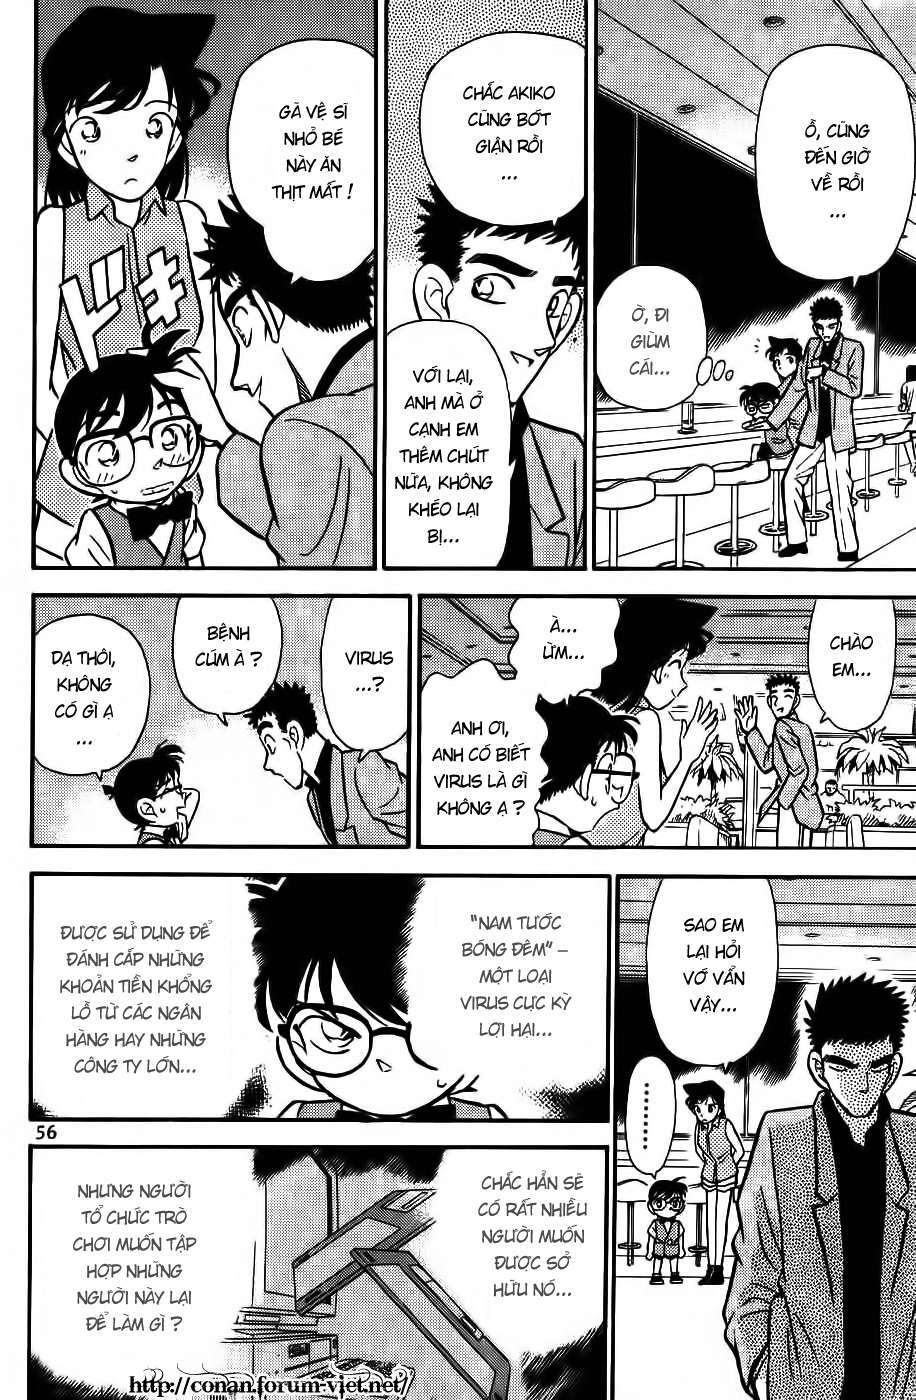 Ồ, CŨNG
ĐẾN GIỜ
VỀ RỒI
...
Ờ, ĐI
GIÙM
CÁI...
CHẮC AKIKO
CŨNG BỚT
GIẬN RỒI
...
VỚI LẠI,
ANH MÀ Ở
CẠNH EM
THÊM CHÚT
NỮA, KHÔNG
KHÉO LẠI
BỊ...
GÃ VỆ SĨ
NHỎ BÉ
NÀY ĂN
THỊT MẤT !
ドキ
CHÀO
EM...
À...
ỪM...
ANH ƠI,
ANH CÓ BIẾT
VIRUS LÀ GÌ
KHÔNG Ạ ?
VIRUS
...?
BỆNH
CÚM À ?
DẠ THÔI,
KHÔNG
CÓ GÌ Ạ
...
SAO EM
LẠI HỎI
VỚ VẨN
VẬY...
........
"NAM TƯỚC
BÓNG ĐÊM" –
MỘT LOẠI
VIRUS CỰC KỲ
LỢI HẠI...
ĐƯỢC SỬ DỤNG ĐỂ
ĐÁNH CẮP NHỮNG
KHOẢN TIỀN KHỔNG
LỒ TỪ CÁC NGÂN
HÀNG HAY NHỮNG
CÔNG TY LỚN...
56
CHẮC HẲN SẼ
CÓ RẤT NHIỀU
NGƯỜI MUỐN
ĐƯỢC SỞ
HỮU NÓ...
NHƯNG NGƯỜI
TỔ CHỨC TRÒ
CHƠI MUỐN TẬP
HỢP NHỮNG
NGƯỜI NÀY LẠI
ĐỂ LÀM GÌ ?
http://conan.forum-viet.net/